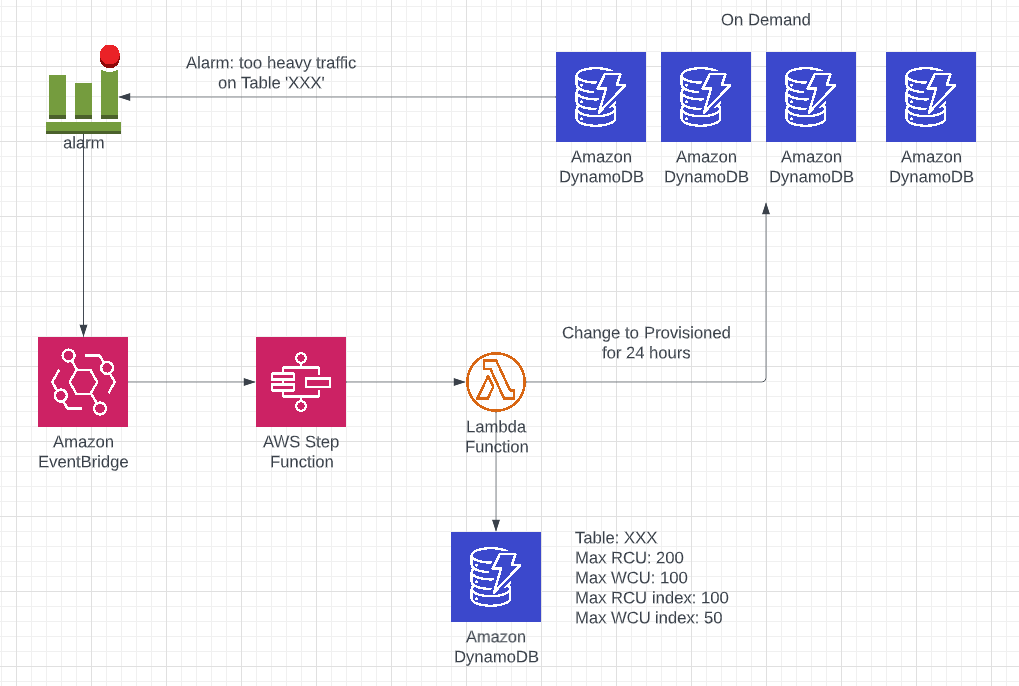 On Demand
Alarm: too heavy traffic
on Table 'XXX'
alarm
Amazon
DynamoDB
Amazon
DynamoDB
Amazon
DynamoDB
Amazon
DynamoDB
Change to Provisioned
for 24 hours
Amazon
EventBridge
AWS Step
Function
Lambda
Function
Table: XXX
Max RCU: 200
Max WCU: 100
Max RCU index: 100
Max WCU index: 50
Amazon
DynamoDB